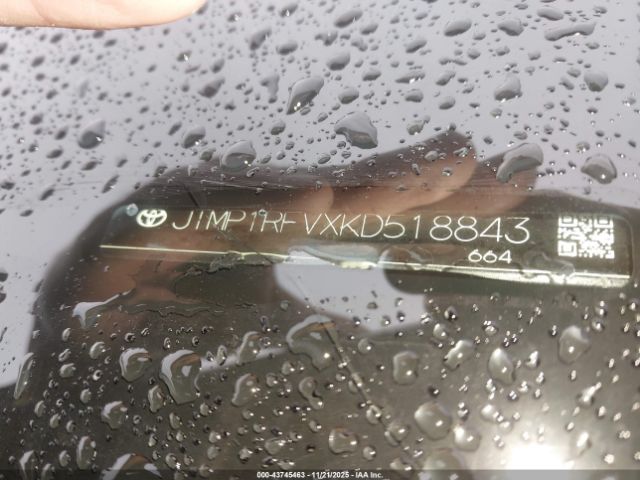 JTMP1RFVXKD518843
664
000-43745463 - 11/21/2025 - IAA Inc.